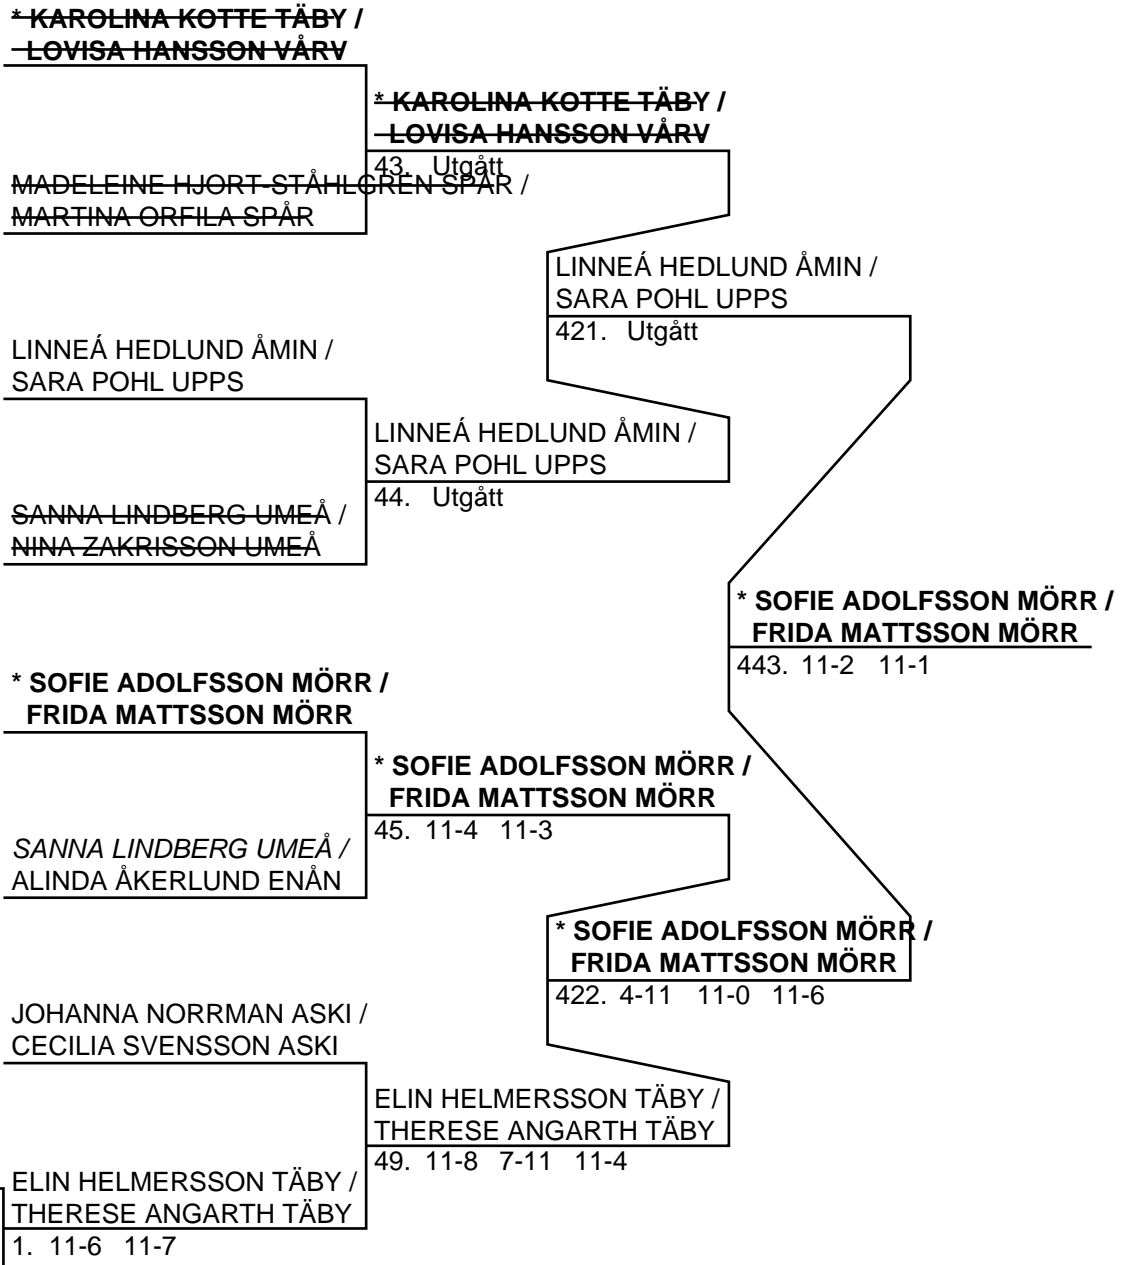 * KAROLINA KOTTE TÄBY /
LOVISA HANSSON VÅRV
* KAROLINA KOTTE TÄBY /
LOVISA HANSSON VÅRV
43. Utgått
MADELEINE HJORT-STÅHLGREN SPÅR /
MARTINA ORFILA SPÅR
LINNEÁ HEDLUND ÅMIN /
SARA POHL UPPS
421. Utgått
LINNEÁ HEDLUND ÅMIN /
SARA POHL UPPS
LINNEÁ HEDLUND ÅMIN /
SARA POHL UPPS
44. Utgått
SANNA LINDBERG UMEÅ /
NINA ZAKRISSON UMEÅ
* SOFIE ADOLFSSON MÖRR /
FRIDA MATTSSON MÖRR
443. 11-2 11-1
* SOFIE ADOLFSSON MÖRR /
FRIDA MATTSSON MÖRR
* SOFIE ADOLFSSON MÖRR /
FRIDA MATTSSON MÖRR
45. 11-4 11-3
SANNA LINDBERG UMEÅ /
ALINDA ÅKERLUND ENÅN
* SOFIE ADOLFSSON MÖRR /
FRIDA MATTSSON MÖRR
422. 4-11 11-0 11-6
JOHANNA NORRMAN ASKI /
CECILIA SVENSSON ASKI
ELIN HELMERSSON TÄBY /
THERESE ANGARTH TÄBY
49. 11-8 7-11 11-4
ELIN HELMERSSON TÄBY /
THERESE ANGARTH TÄBY
1. 11-6 11-7